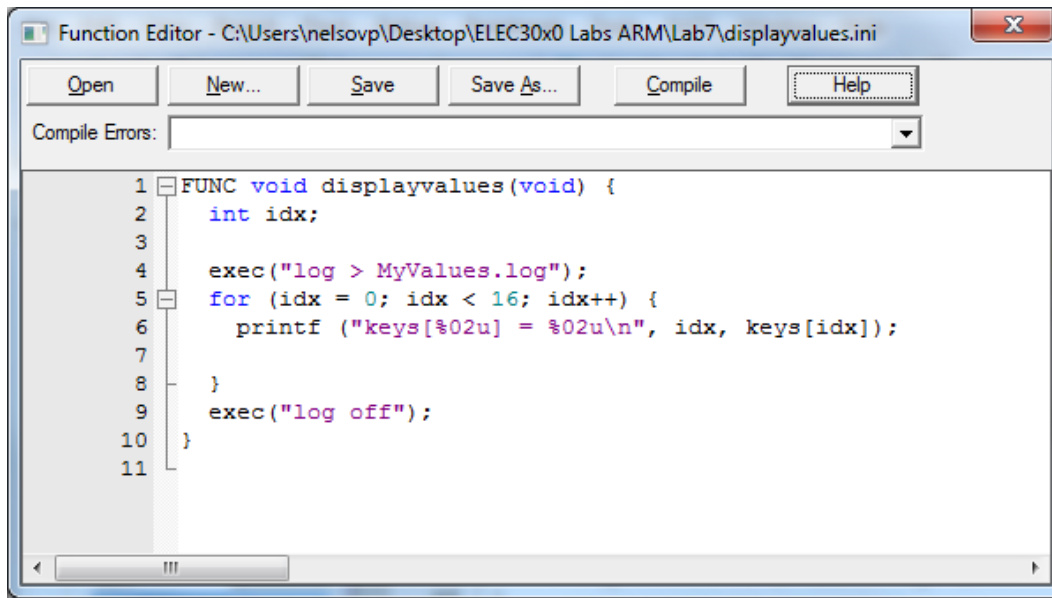 Function Editor - C:\Users\nelsovp\Desktop\ELEC30x0 Labs ARM\Lab7\displayvalues.ini
x
Open New... Save Save As... Compile Help
Compile Errors:
1 FUNC void displayvalues(void) {
2   int idx;
3
4   exec("log > MyValues.log");
5   for (idx = 0; idx < 16; idx++) {
6     printf ("keys[%02u] = %02u\n", idx, keys[idx]);
7
8   }
9   exec("log off");
10 }
11